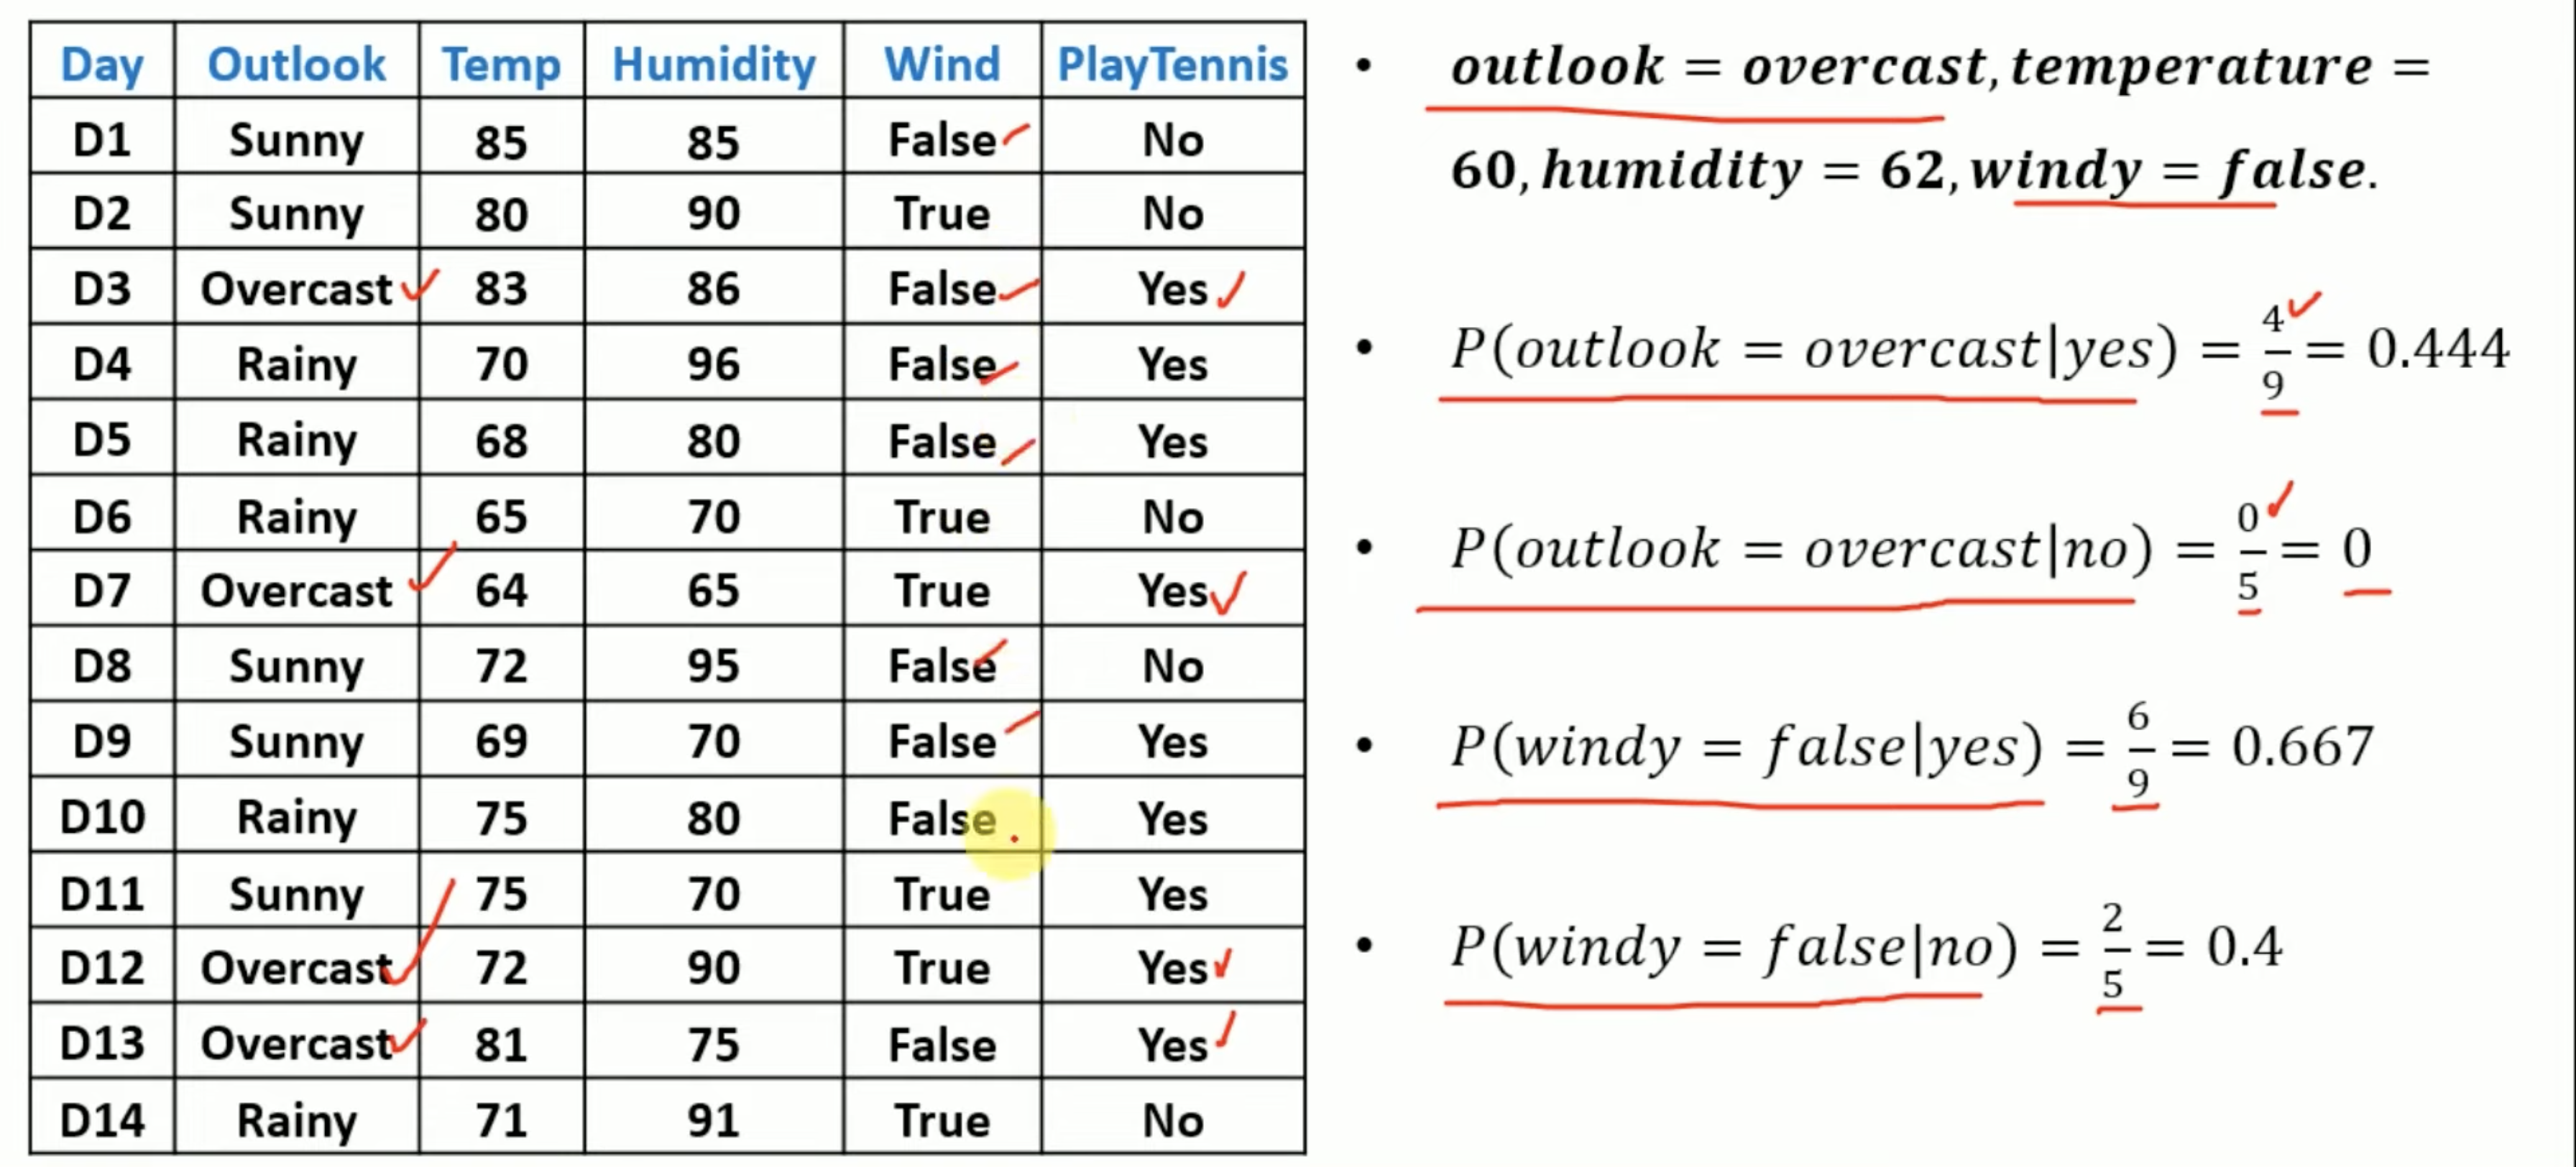 Day Outlook Temp Humidity Wind PlayTennis
D1 Sunny 85 85 False No
D2 Sunny 80 90 True No
D3 Overcast 83 86 False Yes
D4 Rainy 70 96 False Yes
D5 Rainy 68 80 False Yes
D6 Rainy 65 70 True No
D7 Overcast 64 65 True Yes
D8 Sunny 72 95 False No
D9 Sunny 69 70 False Yes
D10 Rainy 75 80 False Yes
D11 Sunny 75 70 True Yes
D12 Overcast 72 90 True Yes
D13 Overcast 81 75 False Yes
D14 Rainy 71 91 True No
• outlook = overcast, temperature =
60, humidity = 62, windy = false.
• P(outlook = overcast|yes) = 4/9 = 0.444
• P(outlook = overcast|no) = 0/5 = 0
• P(windy = false|yes) = 6/9 = 0.667
• P(windy = false|no) = 2/5 = 0.4